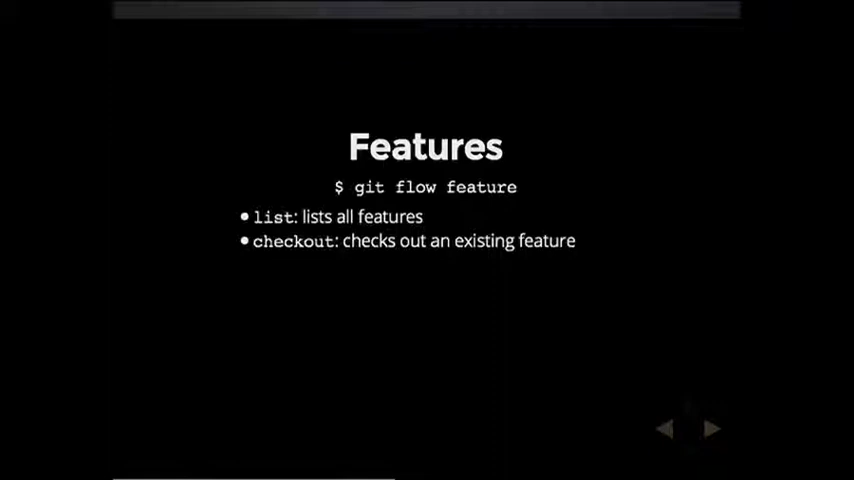 Features
$ git flow feature
• list: lists all features
• checkout: checks out an existing feature